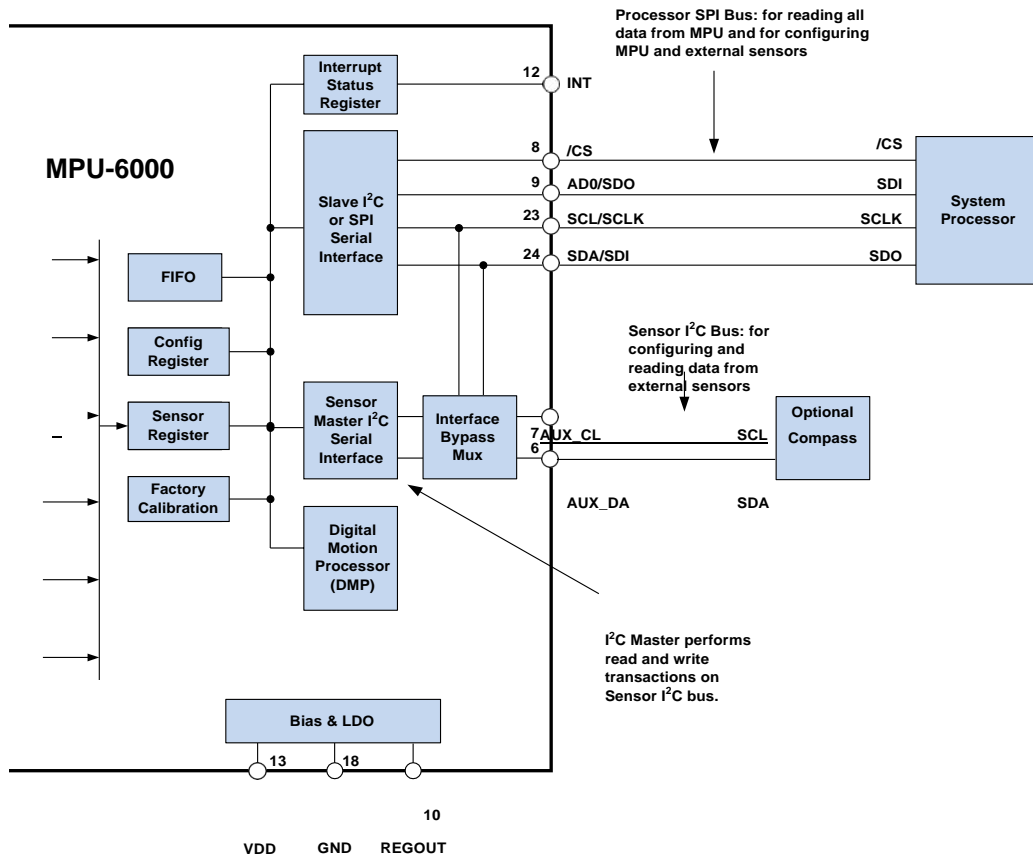 Processor SPI Bus: for reading all
data from MPU and for configuring
MPU and external sensors
Interrupt
Status
Register
12
INT
MPU-6000
Slave I²C
or SPI
Serial
Interface
8
/CS
/CS
9
AD0/SDO
SDI
23
SCL/SCLK
SCLK
24
SDA/SDI
SDO
System
Processor
FIFO
Config
Register
Sensor
Register
Factory
Calibration
Sensor I²C Bus: for
configuring and
reading data from
external sensors
Sensor
Master I²C
Serial
Interface
Interface
Bypass
Mux
7
AUX_CL
SCL
6
AUX_DA
SDA
Optional
Compass
Digital
Motion
Processor
(DMP)
I²C Master performs
read and write
transactions on
Sensor I²C bus.
Bias & LDO
13
18
10
VDD
GND
REGOUT